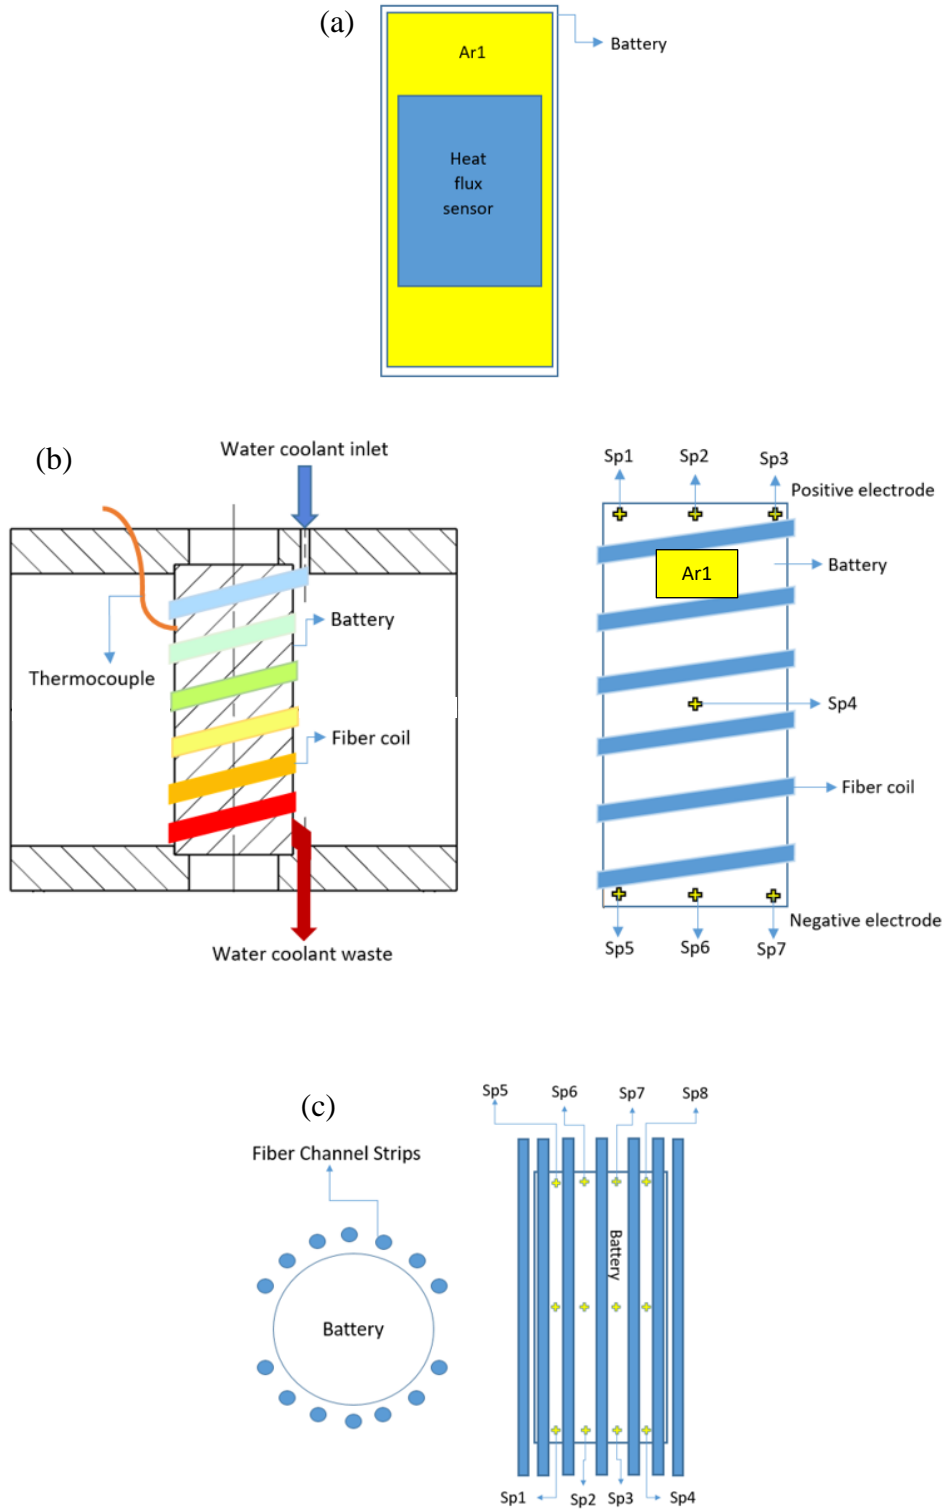 (a)
Ar1
Battery
Heat
flux
sensor
(b)
Water coolant inlet
Battery
Thermocouple
Fiber coil
Water coolant waste
Sp1
Sp2
Sp3
Positive electrode
Ar1
Battery
Sp4
Fiber coil
Negative electrode
Sp5
Sp6
Sp7
(c)
Fiber Channel Strips
Battery
Sp5
Sp6
Sp7
Sp8
Battery
Sp1
Sp2
Sp3
Sp4